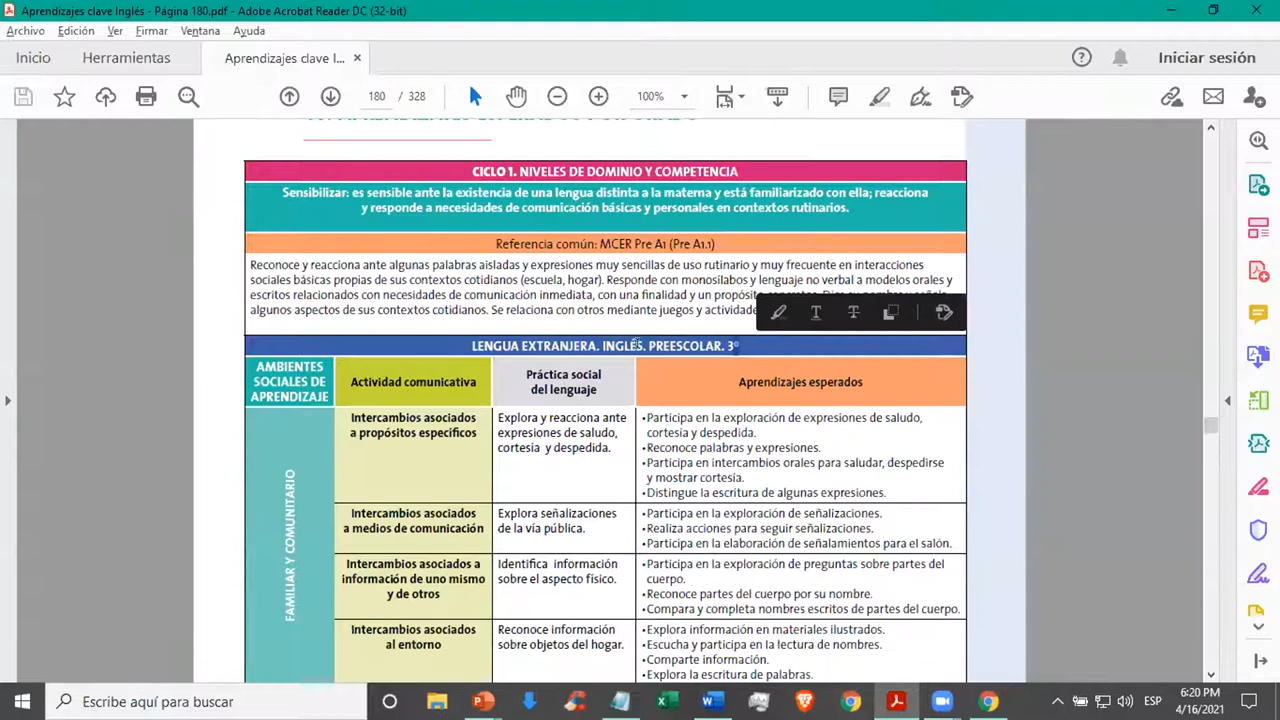 Aprendizajes clave Inglés - Página 180.pdf - Adobe Acrobat Reader DC (32-bit)
Archivo Edición Ver Firmar Ventana Ayuda
Inicio Herramientas Aprendizajes clave I... × Iniciar sesión
180 / 328 100%
CICLO 1. NIVELES DE DOMINIO Y COMPETENCIA
Sensibilizar: es sensible ante la existencia de una lengua distinta a la materna y está familiarizado con ella; reacciona
y responde a necesidades de comunicación básicas y personales en contextos rutinarios.
Referencia común: MCER Pre A1 (Pre A1.1)
Reconoce y reacciona ante algunas palabras aisladas y expresiones muy sencillas de uso rutinario y muy frecuente en interacciones
sociales básicas propias de sus contextos cotidianos (escuela, hogar). Responde con monosílabos y lenguaje no verbal a modelos orales y
escritos relacionados con necesidades de comunicación inmediata, con una finalidad y un propósito
algunos aspectos de sus contextos cotidianos. Se relaciona con otros mediante juegos y actividade
LENGUA EXTRANJERA. INGLÉS. PREESCOLAR. 3º
AMBIENTES
SOCIALES DE
APRENDIZAJE
Actividad comunicativa
Práctica social
del lenguaje
Aprendizajes esperados
FAMILIAR Y COMUNITARIO
Intercambios asociados
a propósitos específicos
Explora y reacciona ante
expresiones de saludo,
cortesía y despedida.
•Participa en la exploración de expresiones de saludo,
cortesía y despedida.
•Reconoce palabras y expresiones.
•Participa en intercambios orales para saludar, despedirse
y mostrar cortesía.
•Distingue la escritura de algunas expresiones.
Intercambios asociados
a medios de comunicación
Explora señalizaciones
de la vía pública.
•Participa en la exploración de señalizaciones.
•Realiza acciones para seguir señalizaciones.
•Participa en la elaboración de señalamientos para el salón.
Intercambios asociados a
información de uno mismo
y de otros
Identifica información
sobre el aspecto físico.
•Participa en la exploración de preguntas sobre partes del
cuerpo.
•Reconoce partes del cuerpo por su nombre.
•Compara y completa nombres escritos de partes del cuerpo.
Intercambios asociados
al entorno
Reconoce información
sobre objetos del hogar.
•Explora información en materiales ilustrados.
•Escucha y participa en la lectura de nombres.
•Comparte información.
•Explora la escritura de palabras.
Escribe aquí para buscar
ESP
6:20 PM
4/16/2021